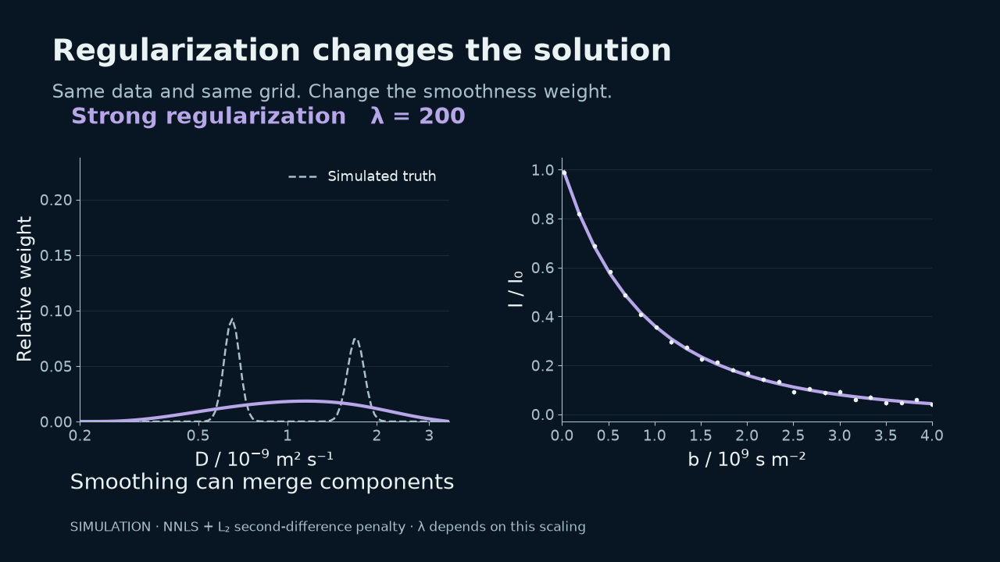 Regularization changes the solution
Same data and same grid. Change the smoothness weight.
Strong regularization λ = 200
Simulated truth
Relative weight
0.20
0.15
0.10
0.05
0.00
0.2 0.5 1 2 3
D / 10⁻⁹ m² s⁻¹
I / I₀
1.0
0.8
0.6
0.4
0.2
0.0
0.0 0.5 1.0 1.5 2.0 2.5 3.0 3.5 4.0
b / 10⁹ s m⁻²
Smoothing can merge components
SIMULATION · NNLS + L₂ second-difference penalty · λ depends on this scaling